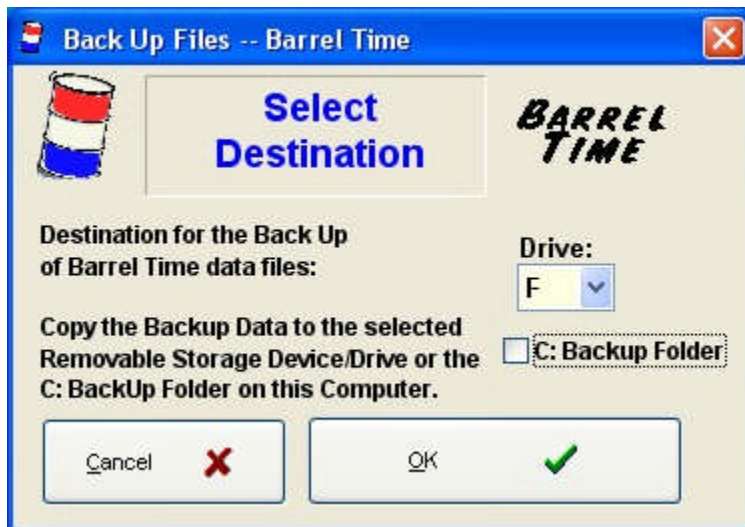 Back Up Files -- Barrel Time
Select
Destination
BARREL
TIME
Destination for the Back Up
of Barrel Time data files:
Drive:
F
Copy the Backup Data to the selected
Removable Storage Device/Drive or the
C: BackUp Folder on this Computer.
C: Backup Folder
Cancel
OK